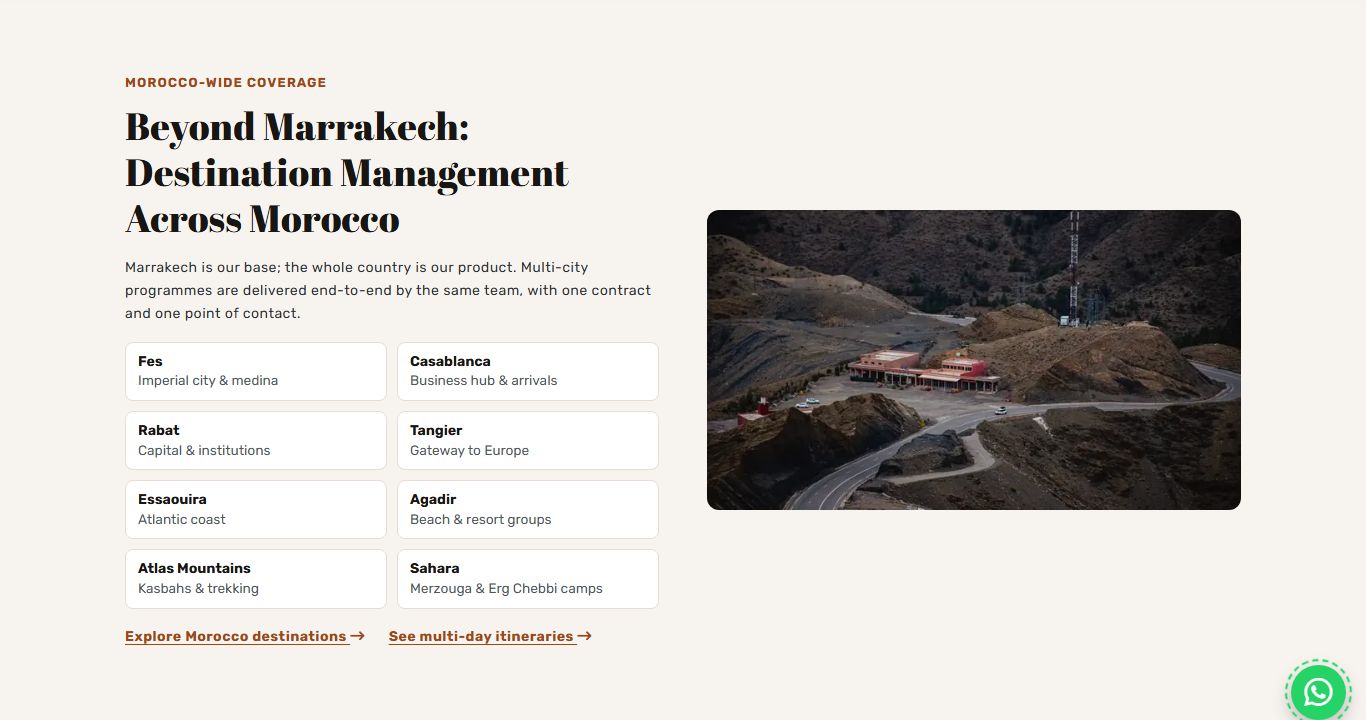 MOROCCO-WIDE COVERAGE
Beyond Marrakech:
Destination Management
Across Morocco
Marrakech is our base; the whole country is our product. Multi-city
programmes are delivered end-to-end by the same team, with one contract
and one point of contact.
Fes
Imperial city & medina
Casablanca
Business hub & arrivals
Rabat
Capital & institutions
Tangier
Gateway to Europe
Essaouira
Atlantic coast
Agadir
Beach & resort groups
Atlas Mountains
Kasbahs & trekking
Sahara
Merzouga & Erg Chebbi camps
Explore Morocco destinations →
See multi-day itineraries →